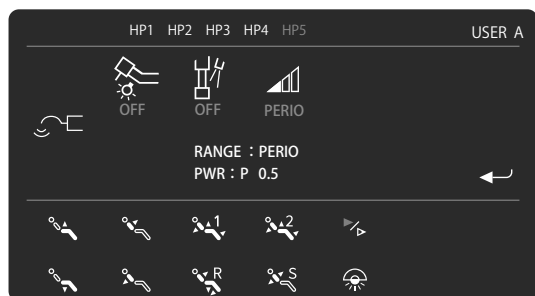 HP1 HP2 HP3 HP4 HP5 USER A
OFF OFF PERIO
RANGE : PERIO
PWR : P 0.5
1 2
R S